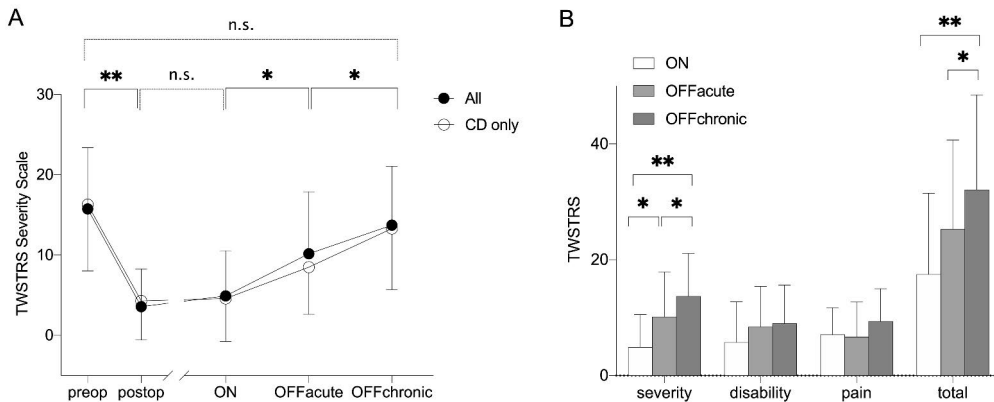 A
n.s.
** n.s. * *
30
20
10
0
TWSTRS Severity Scale
preop postop ON OFFacute OFFchronic
All
CD only
B
ON
OFFacute
OFFchronic
** *
** * *
40
20
0
TWSTRS
severity disability pain total